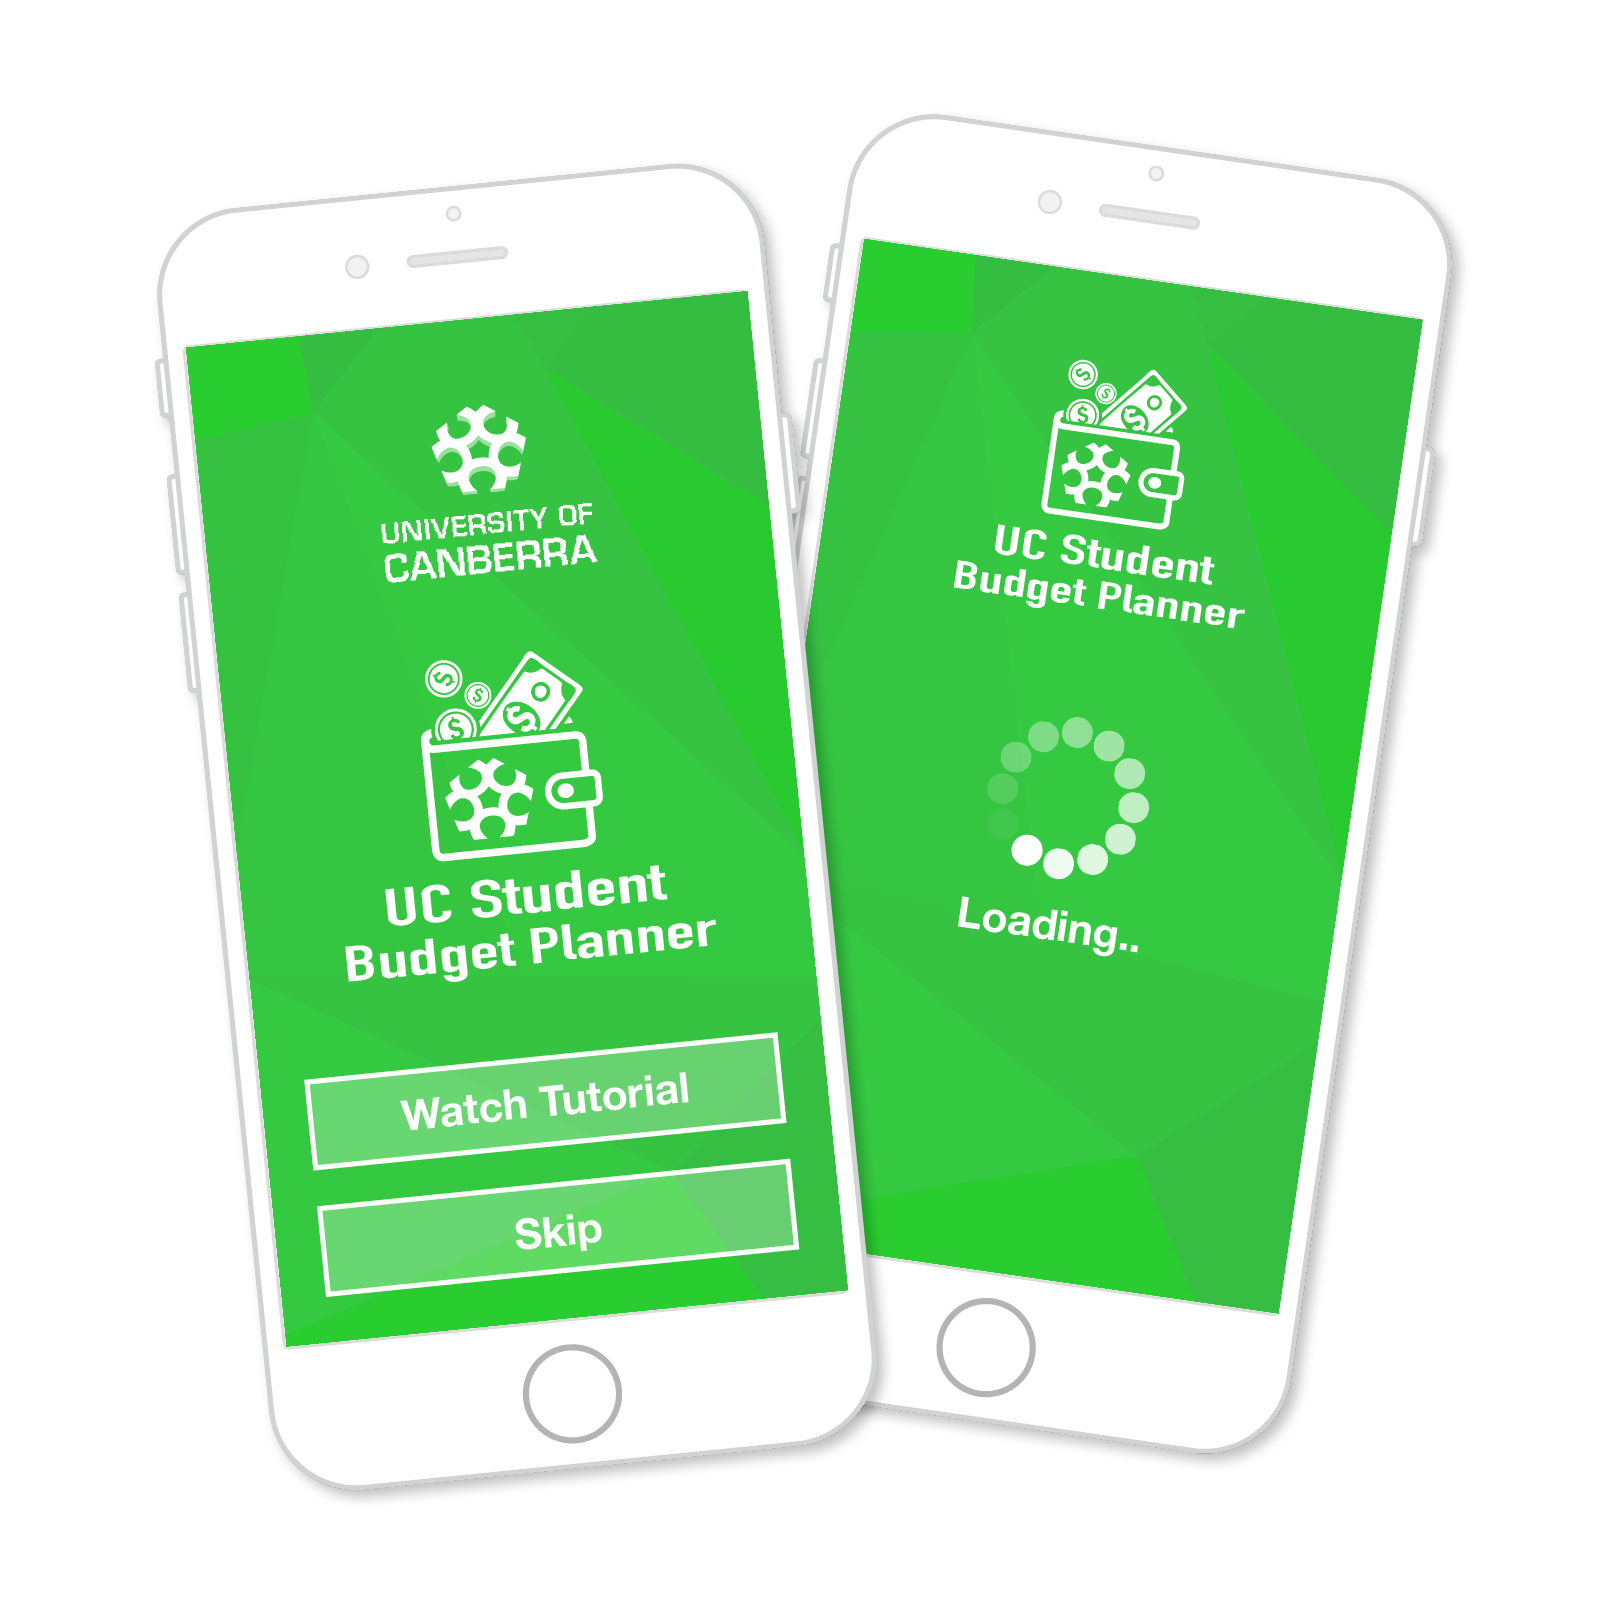 UNIVERSITY OF
CANBERRA
UC Student
Budget Planner
Watch Tutorial
Skip
UC Student
Budget Planner
Loading..